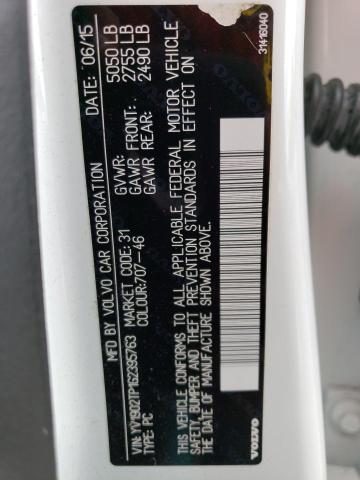 MFD BY VOLVO CAR CORPORATION DATE: 06/15
GVWR: 5050 LB
GAWR FRONT: 2755 LB
GAWR REAR: 2490 LB
VIN: YV1902TP1G2395763 MARKET CODE: 31
TYPE: PC COLOUR:707-46
THIS VEHICLE CONFORMS TO ALL APPLICABLE FEDERAL MOTOR VEHICLE
SAFETY, BUMPER AND THEFT PREVENTION STANDARDS IN EFFECT ON
THE DATE OF MANUFACTURE SHOWN ABOVE.
31416040
VOLVO